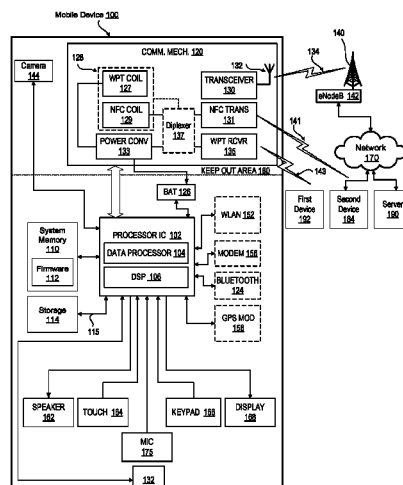 Mobile Device 100
COMM. MECH. 120
Camera
144
128
WPT COIL
127
NFC COIL
129
POWER CONV
133
Diplexer
137
TRANSCEIVER
130
132
NFC TRANS
131
WPT RCVR
135
KEEP OUT AREA 180
134
140
eNodeB 142
141
143
Network
170
First
Device
192
Second
Device
184
Server
190
BAT 126
System
Memory
110
Firmware
112
Storage
114
115
PROCESSOR IC 102
DATA PROCESSOR
104
DSP 106
WLAN 152
MODEM 156
BLUETOOTH
124
GPS MOD
158
SPEAKER
162
TOUCH 164
KEYPAD 166
DISPLAY
168
MIC
175
132